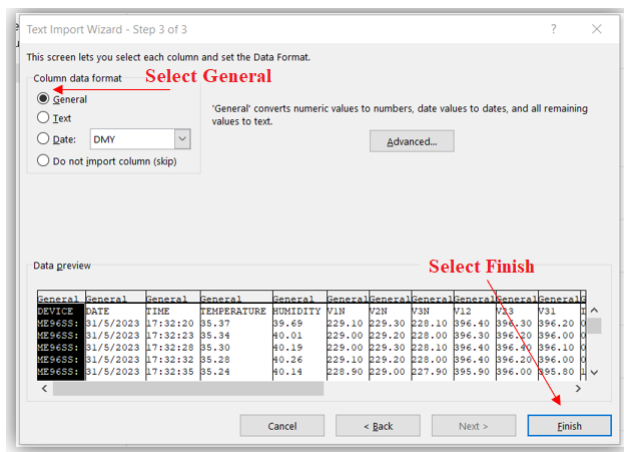 Text Import Wizard - Step 3 of 3 ? ×
This screen lets you select each column and set the Data Format.
Column data format
Select General
General
Text
Date: DMY
Do not import column (skip)
'General' converts numeric values to numbers, date values to dates, and all remaining
values to text.
Advanced...
Data preview
Select Finish
General General General General General General General General General General General
DEVICE DATE TIME TEMPERATURE HUMIDITY V1N V2N V3N V12 V23 V31
ME96SS: 31/5/2023 17:32:20 35.37 39.69 229.10 229.30 228.10 396.40 396.30 396.20 0
ME96SS: 31/5/2023 17:32:23 35.34 40.01 229.00 229.20 228.00 396.30 396.20 396.00 0
ME96SS: 31/5/2023 17:32:28 35.30 40.19 229.00 229.30 228.10 396.40 396.40 396.10 0
ME96SS: 31/5/2023 17:32:32 35.28 40.26 229.10 229.20 228.00 396.40 396.20 396.00 0
ME96SS: 31/5/2023 17:32:35 35.24 40.14 228.90 229.00 227.90 395.90 396.00 395.80 1
Cancel < Back Next > Finish